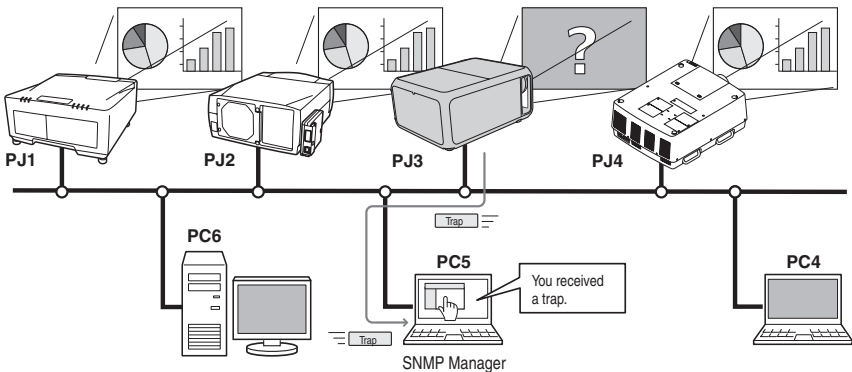 ?
PJ1
PJ2
PJ3
PJ4
Trap
PC6
PC5
PC4
You received
a trap.
Trap
SNMP Manager